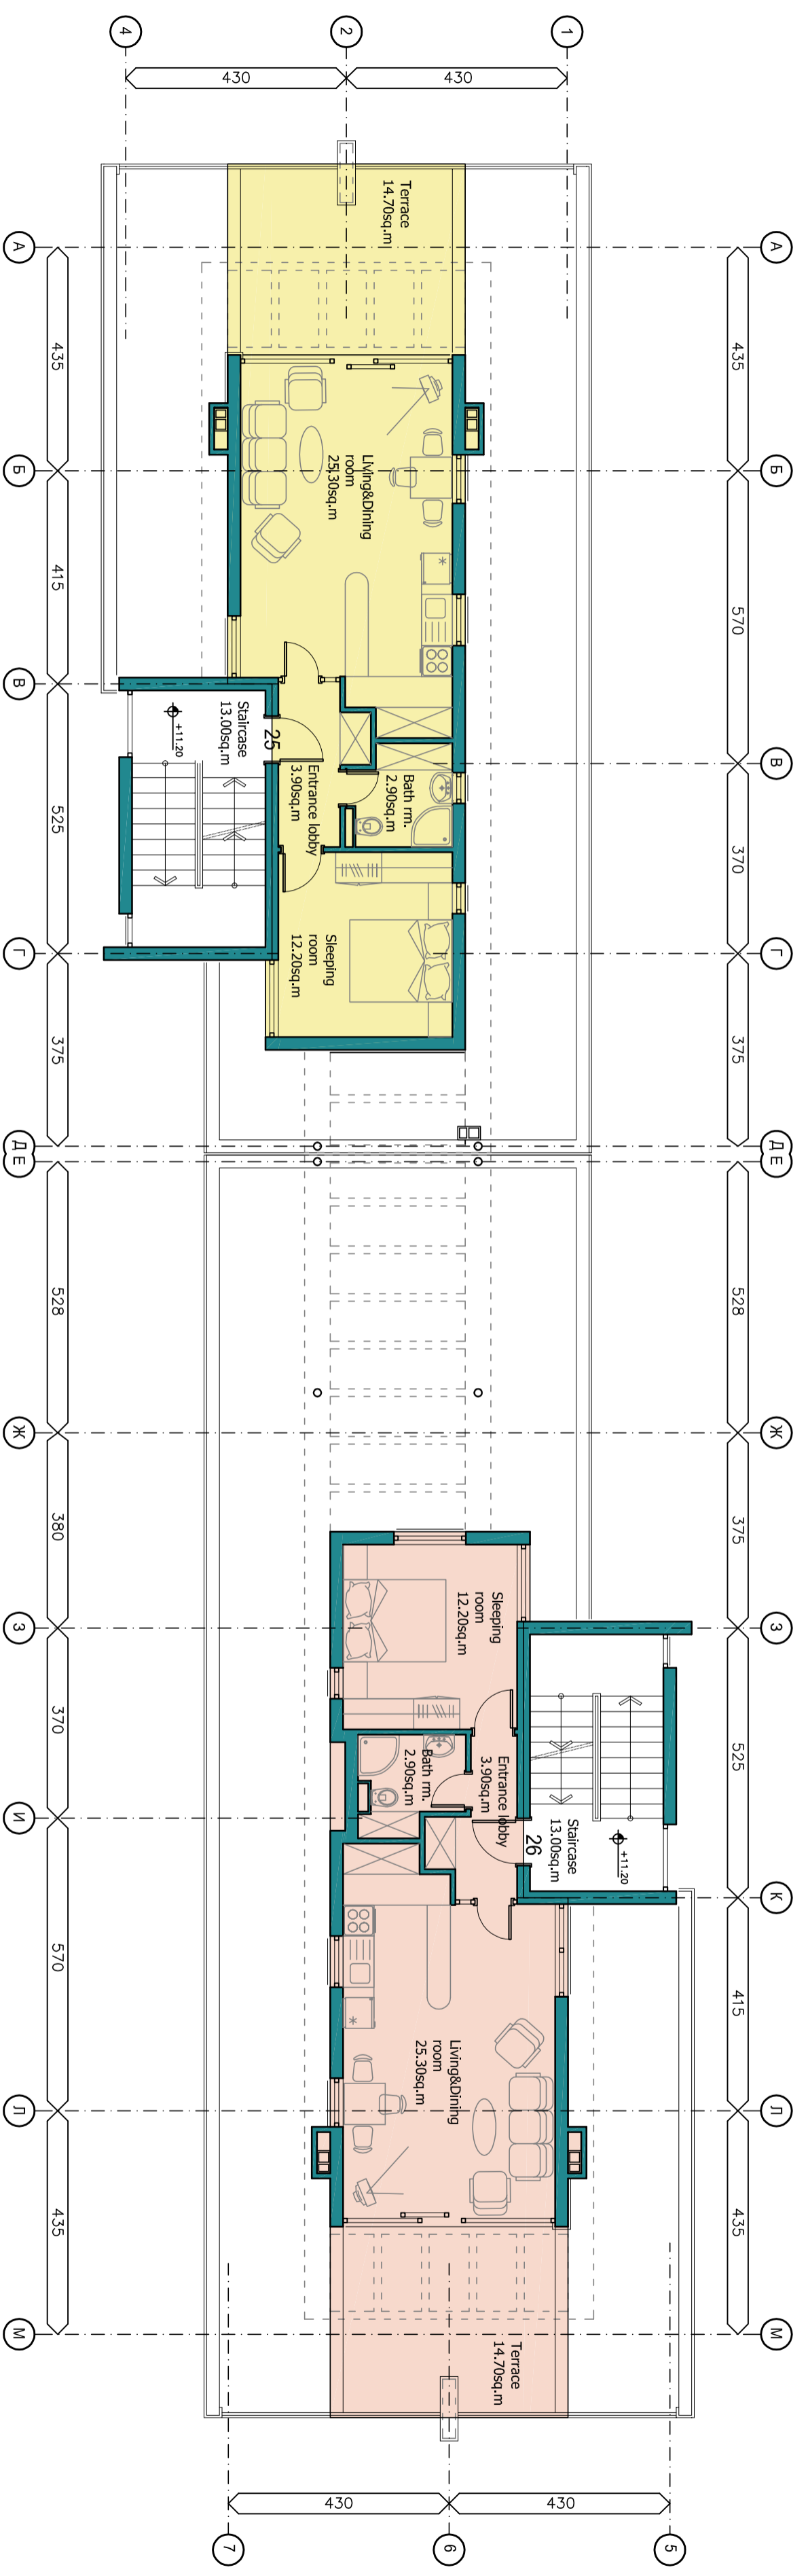 4
2
1
430
430
А
А
435
435
Terrace
14.70sq.m
Living&Dining
room
25.30sq.m
Б
Б
415
570
В
Staircase
13.00sq.m
+11.20
25
Entrance lobby
3.90sq.m
Bath rm.
2.90sq.m
В
525
370
Sleeping
room
12.20sq.m
Г
Г
375
375
Д
Е
Д
Е
528
528
Ж
Ж
380
375
Sleeping
room
12.20sq.m
З
З
370
525
Bath rm.
2.90sq.m
Entrance lobby
3.90sq.m
26
Staircase
13.00sq.m
+11.20
И
К
570
415
Living&Dining
room
25.30sq.m
Л
Л
435
435
М
М
Terrace
14.70sq.m
430
430
7
6
5